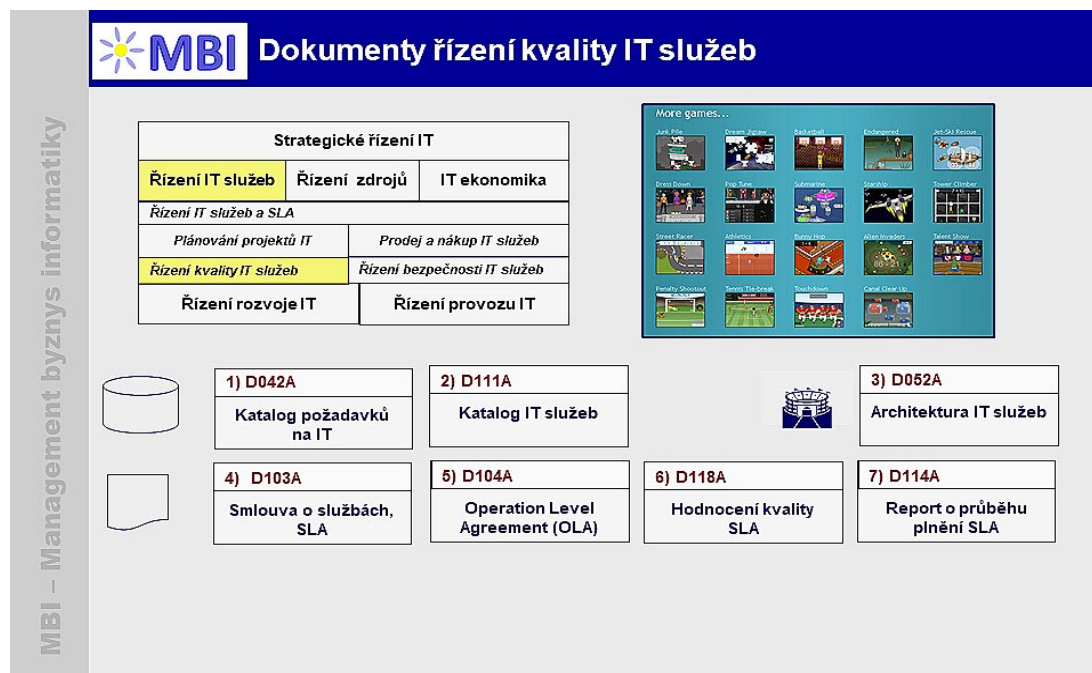 MBI
Dokumenty řízení kvality IT služeb
MBI – Management byznys informatiky
Strategické řízení IT
Řízení IT služeb
Řízení zdrojů
IT ekonomika
Řízení IT služeb a SLA
Plánování projektů IT
Prodej a nákup IT služeb
Řízení kvality IT služeb
Řízení bezpečnosti IT služeb
Řízení rozvoje IT
Řízení provozu IT
More games...
Junk Pile
Dream Jigsaw
Basketball
Endangered
Jet-Ski Rescue
Dress Down
Pop Tune
Submarine
Starship
Tower Climber
Street Racer
Athletics
Bunny Hop
Alien Invaders
Talent Show
Penalty Shootout
Tennis Tie-break
Touchdown
Canal Clear Up
1) D042A
Katalog požadavků
na IT
2) D111A
Katalog IT služeb
3) D052A
Architektura IT služeb
4) D103A
Smlouva o službách,
SLA
5) D104A
Operation Level
Agreement (OLA)
6) D118A
Hodnocení kvality
SLA
7) D114A
Report o průběhu
plnění SLA